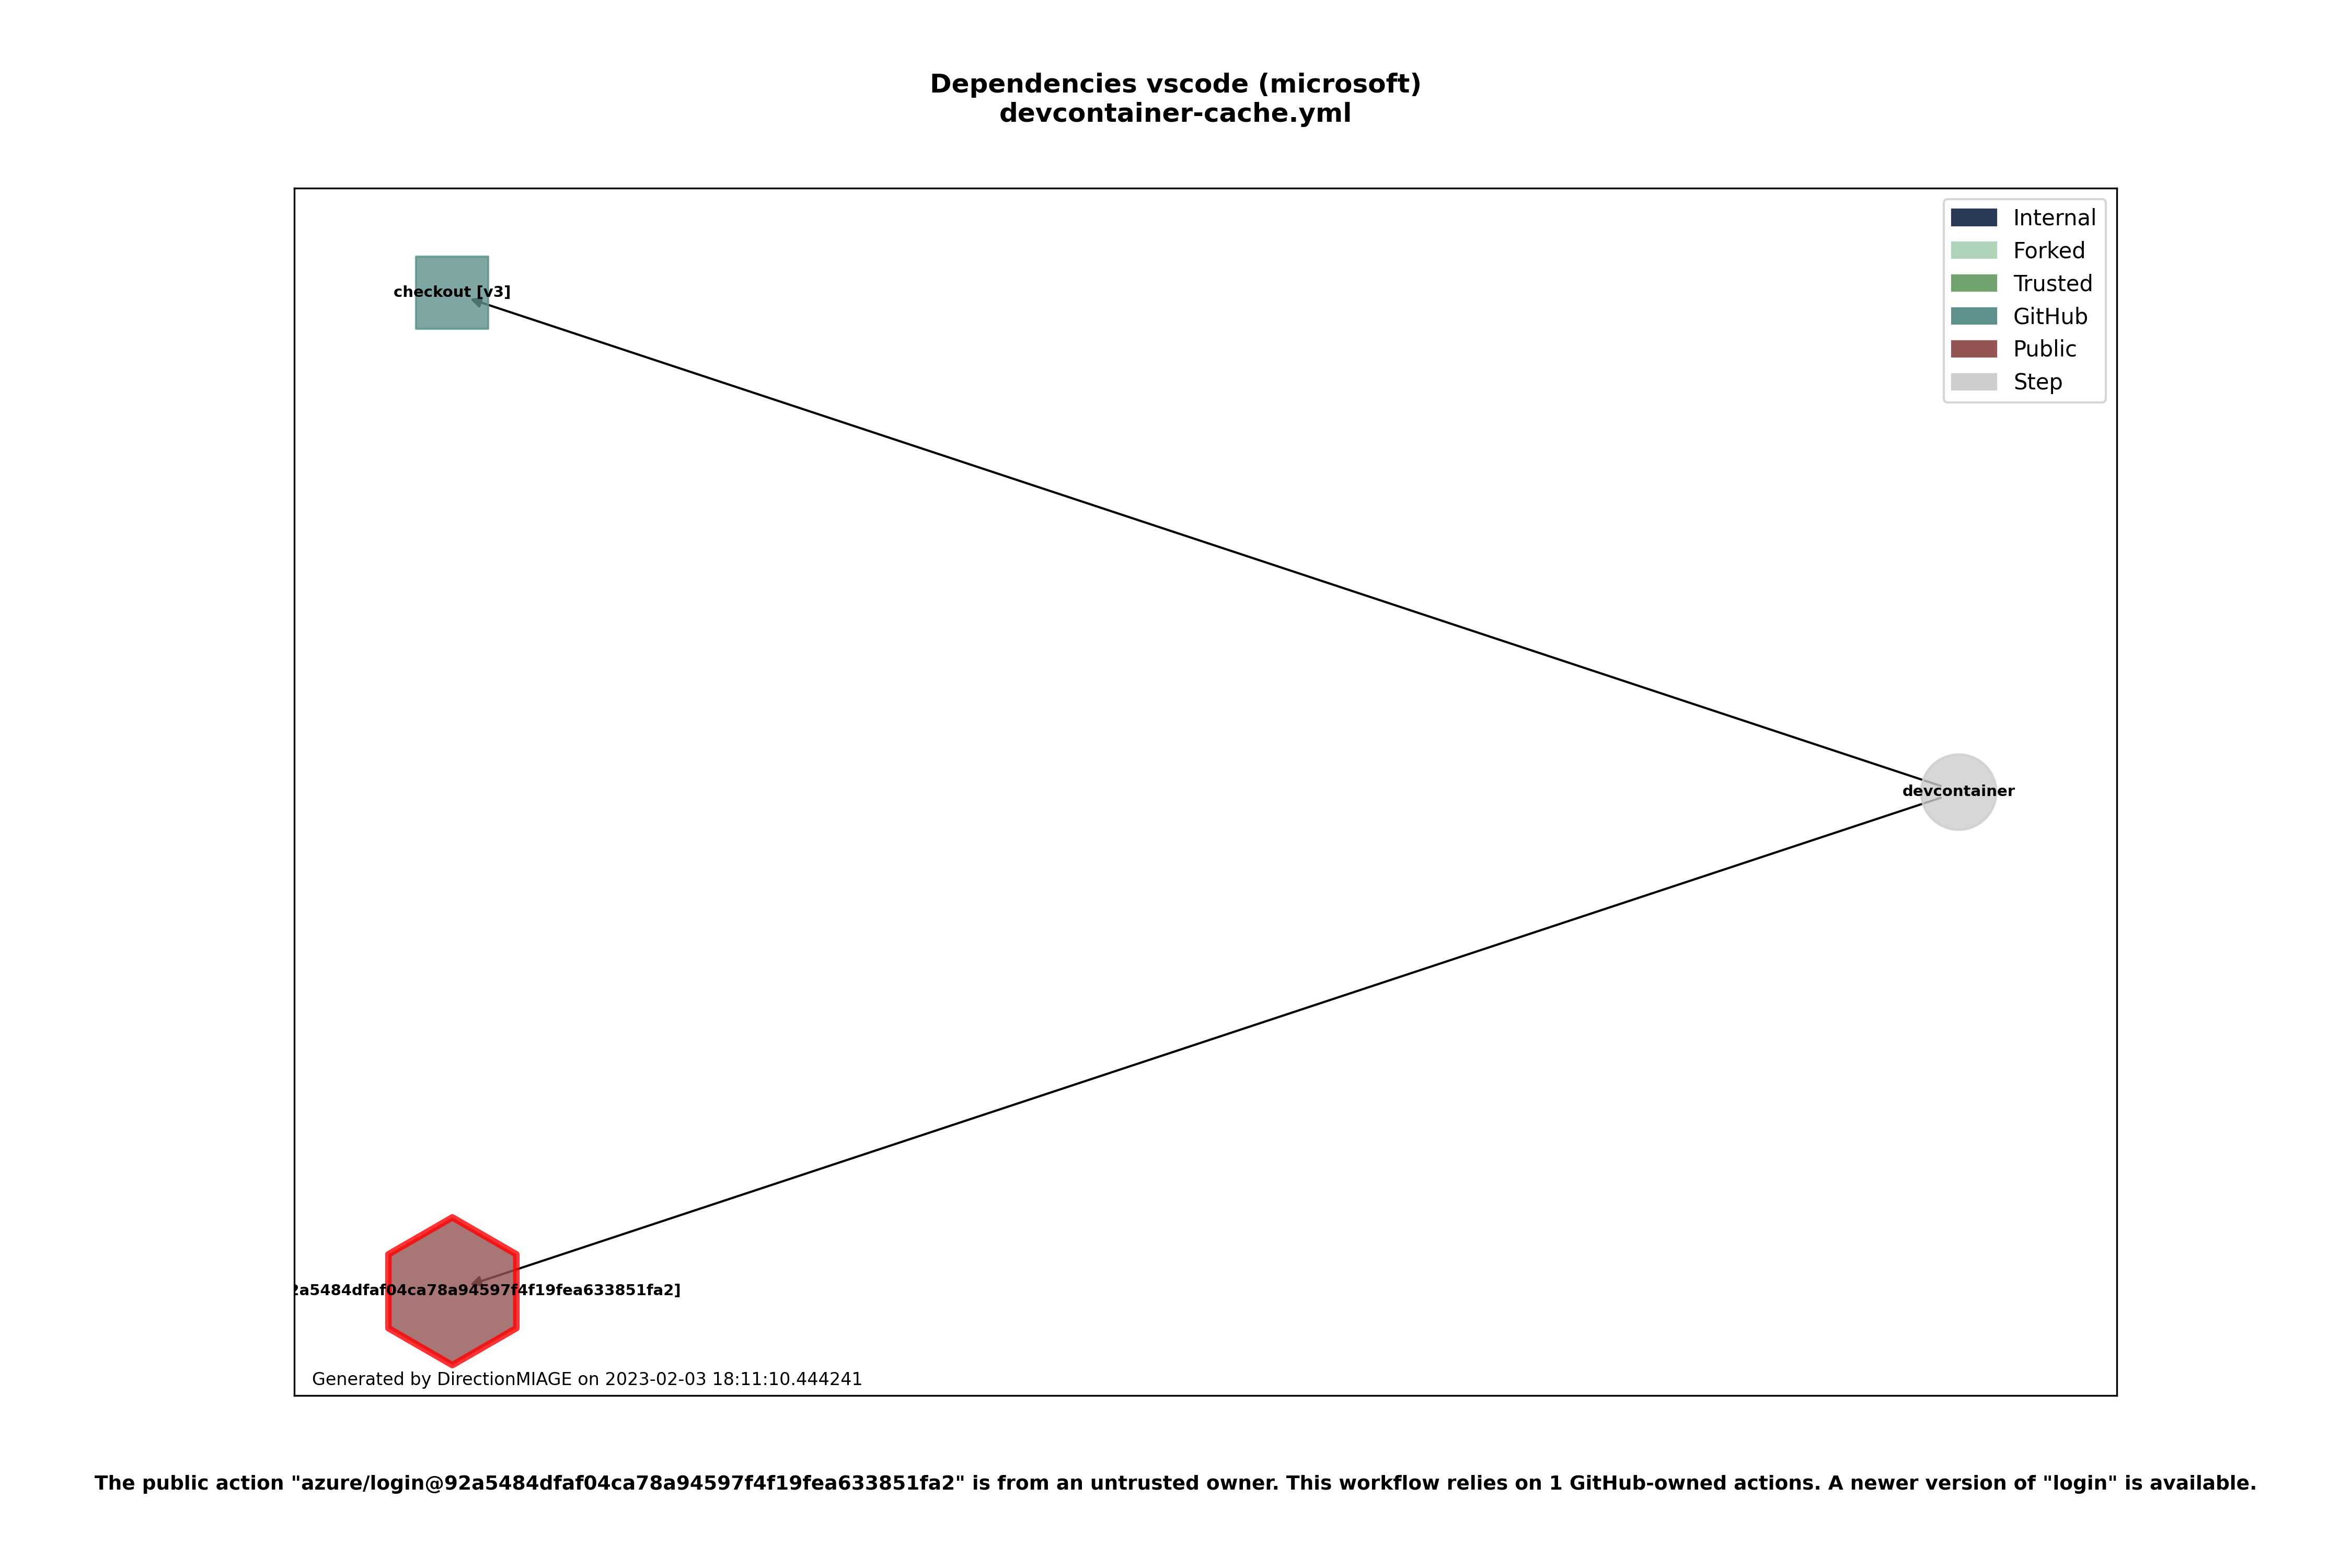 Dependencies vscode (microsoft)
devcontainer-cache.yml
Internal
Forked
Trusted
GitHub
Public
Step
checkout [v3]
devcontainer
2a5484dfaf04ca78a94597f4f19fea633851fa2]
Generated by DirectionMIAGE on 2023-02-03 18:11:10.444241
The public action "azure/login@92a5484dfaf04ca78a94597f4f19fea633851fa2" is from an untrusted owner. This workflow relies on 1 GitHub-owned actions. A newer version of "login" is available.